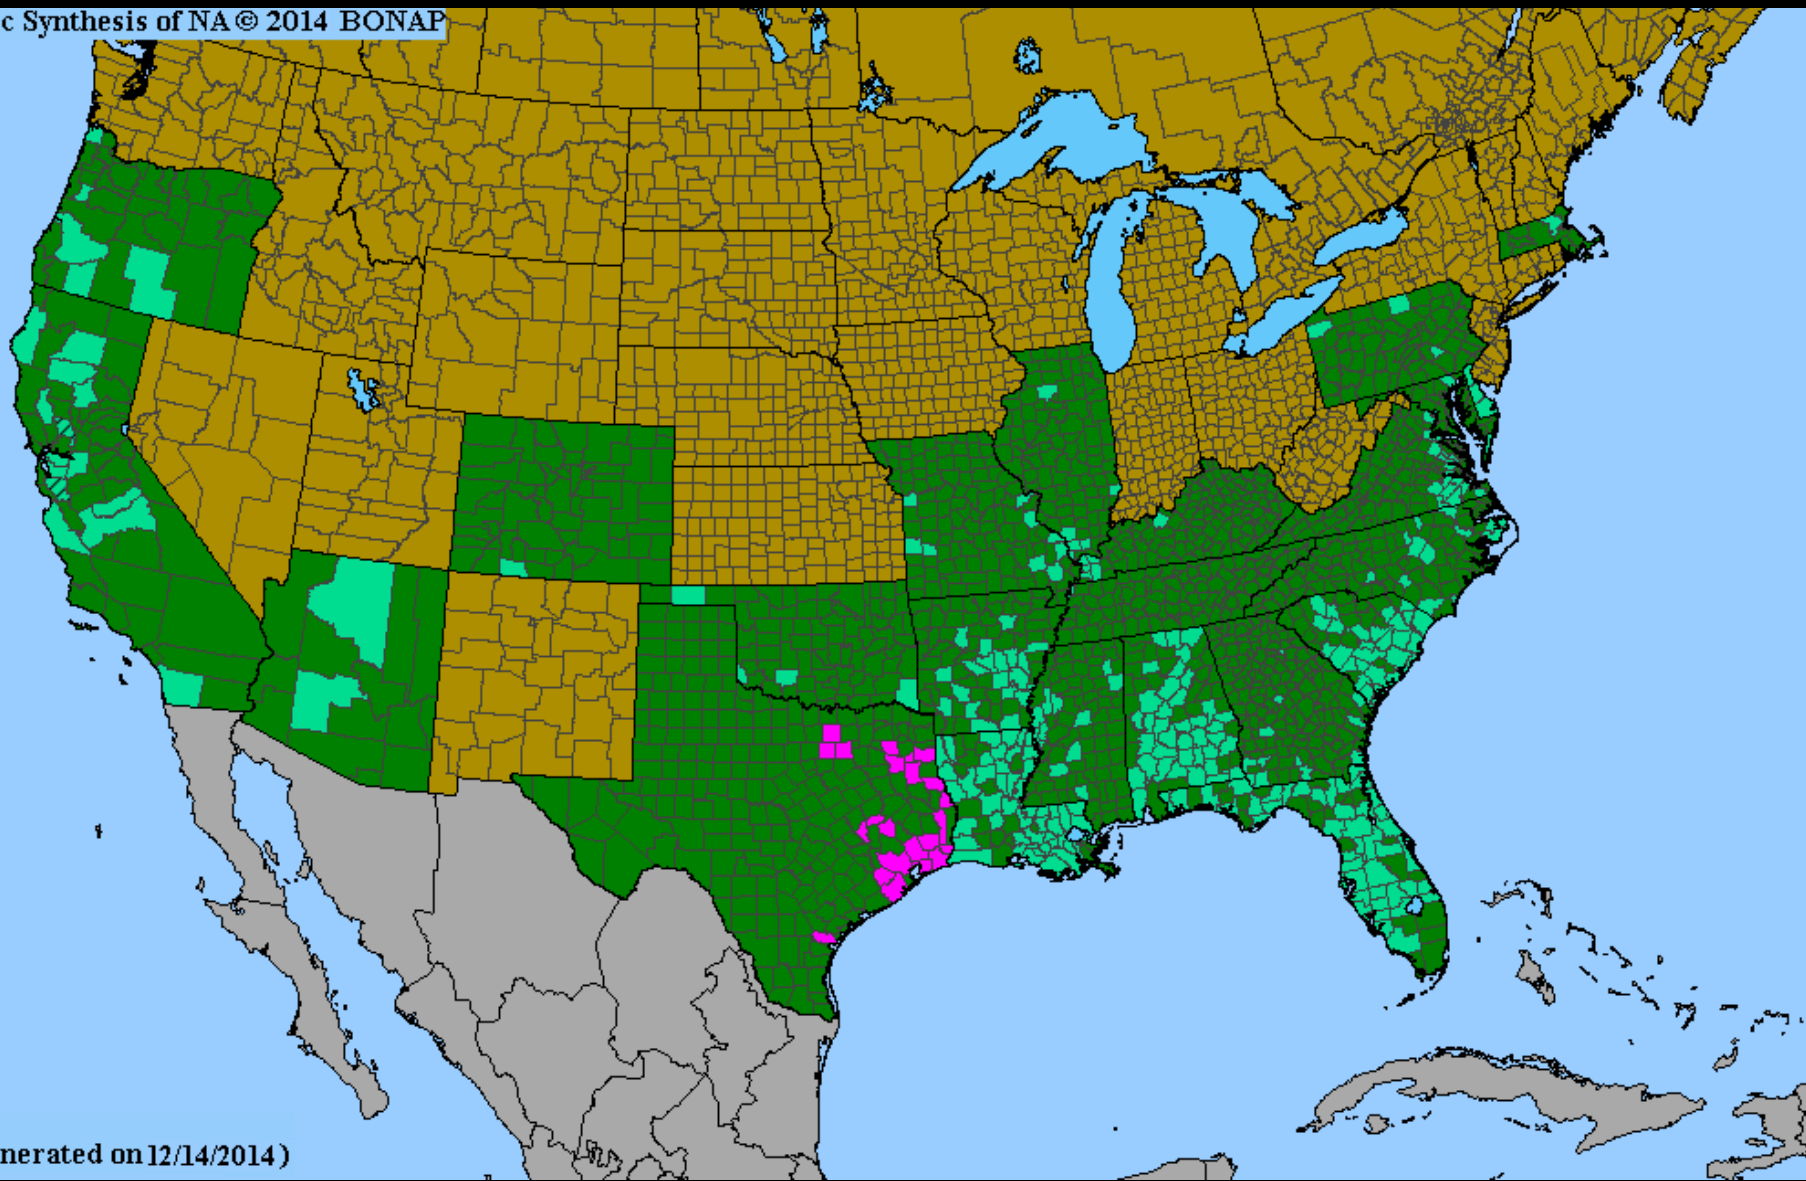 c Synthesis of NA © 2014 BONAP
nerated on 12/14/2014)